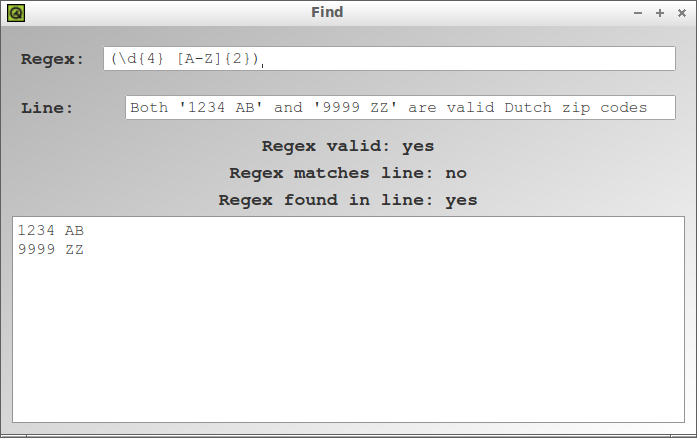 Find
Regex: (\d{4} [A-Z]{2})
Line: Both '1234 AB' and '9999 ZZ' are valid Dutch zip codes
Regex valid: yes
Regex matches line: no
Regex found in line: yes
1234 AB
9999 ZZ